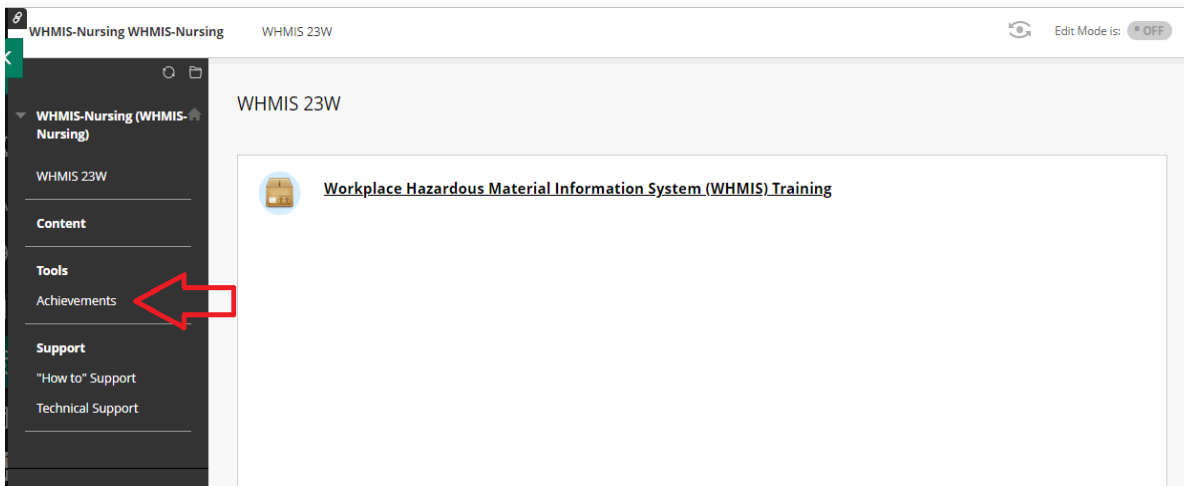 WHMIS-Nursing WHMIS-Nursing WHMIS 23W Edit Mode is: OFF
WHMIS-Nursing (WHMIS-
Nursing)
WHMIS 23W
Content
Tools
Achievements
Support
"How to" Support
Technical Support
WHMIS 23W
Workplace Hazardous Material Information System (WHMIS) Training